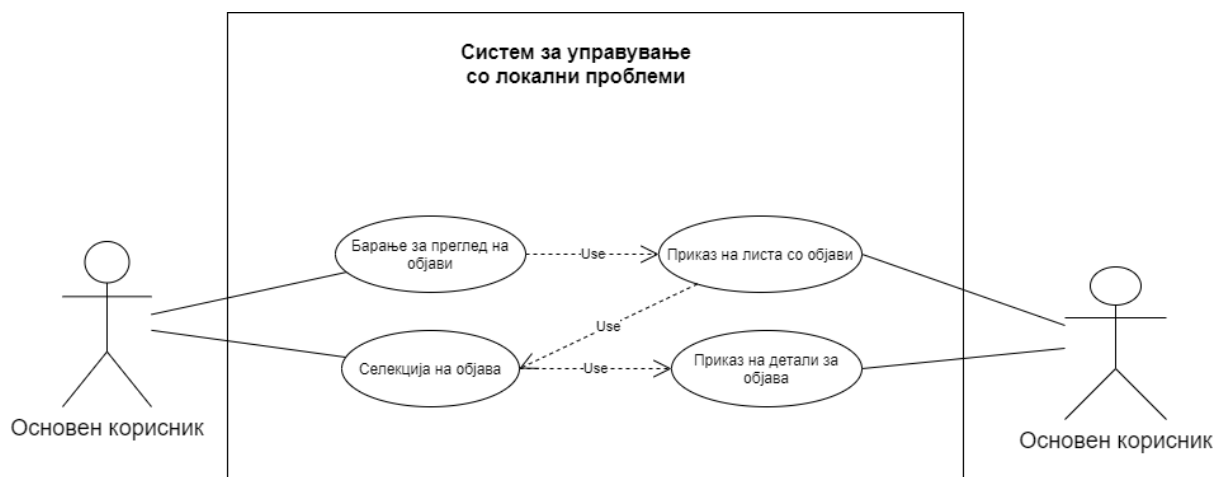 Систем за управување
со локални проблеми
Барање за преглед на
објави
Use
Приказ на листа со објави
Use
Селекција на објава
Use
Приказ на детали за
објава
Основен корисник
Основен корисник